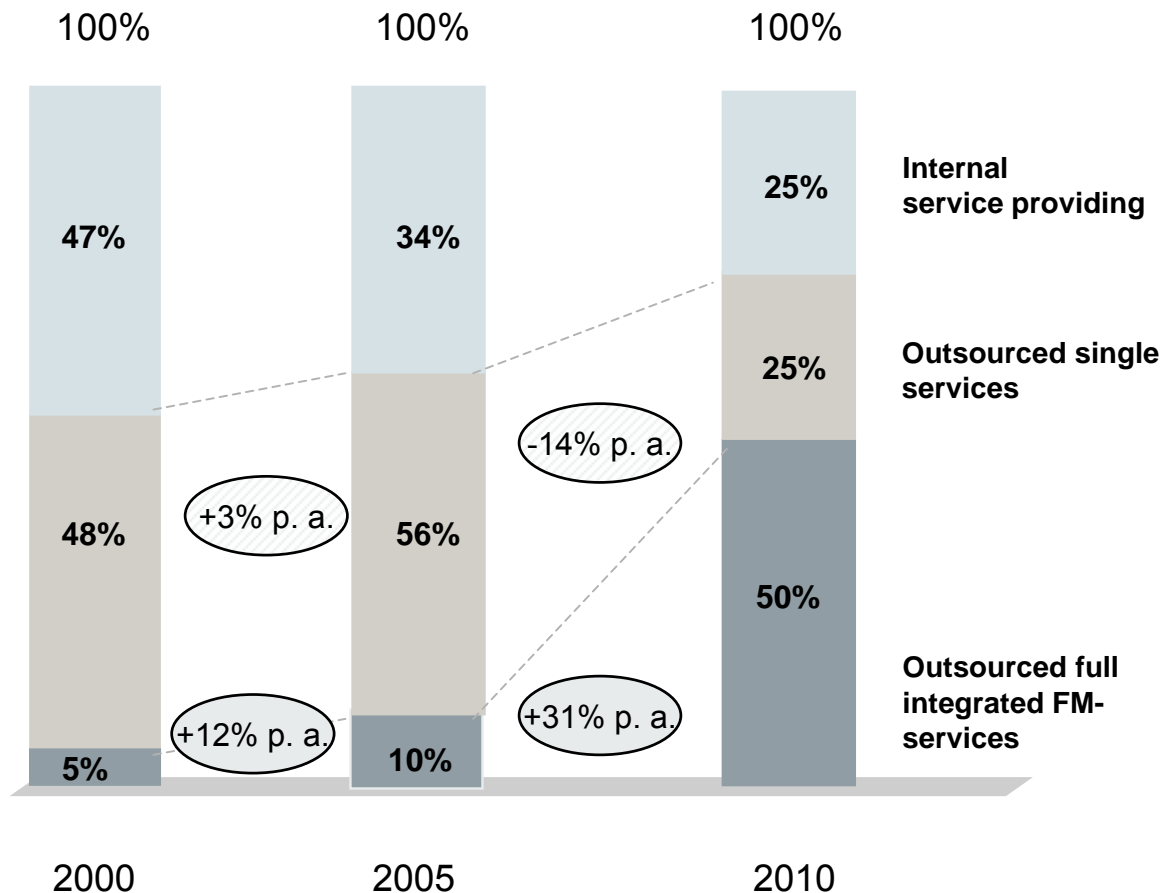 100%
100%
100%
47%
34%
25%
Internal
service providing
48%
+3% p. a.
56%
-14% p. a.
25%
Outsourced single
services
5%
+12% p. a.
10%
+31% p. a.
50%
Outsourced full
integrated FM-
services
2000
2005
2010